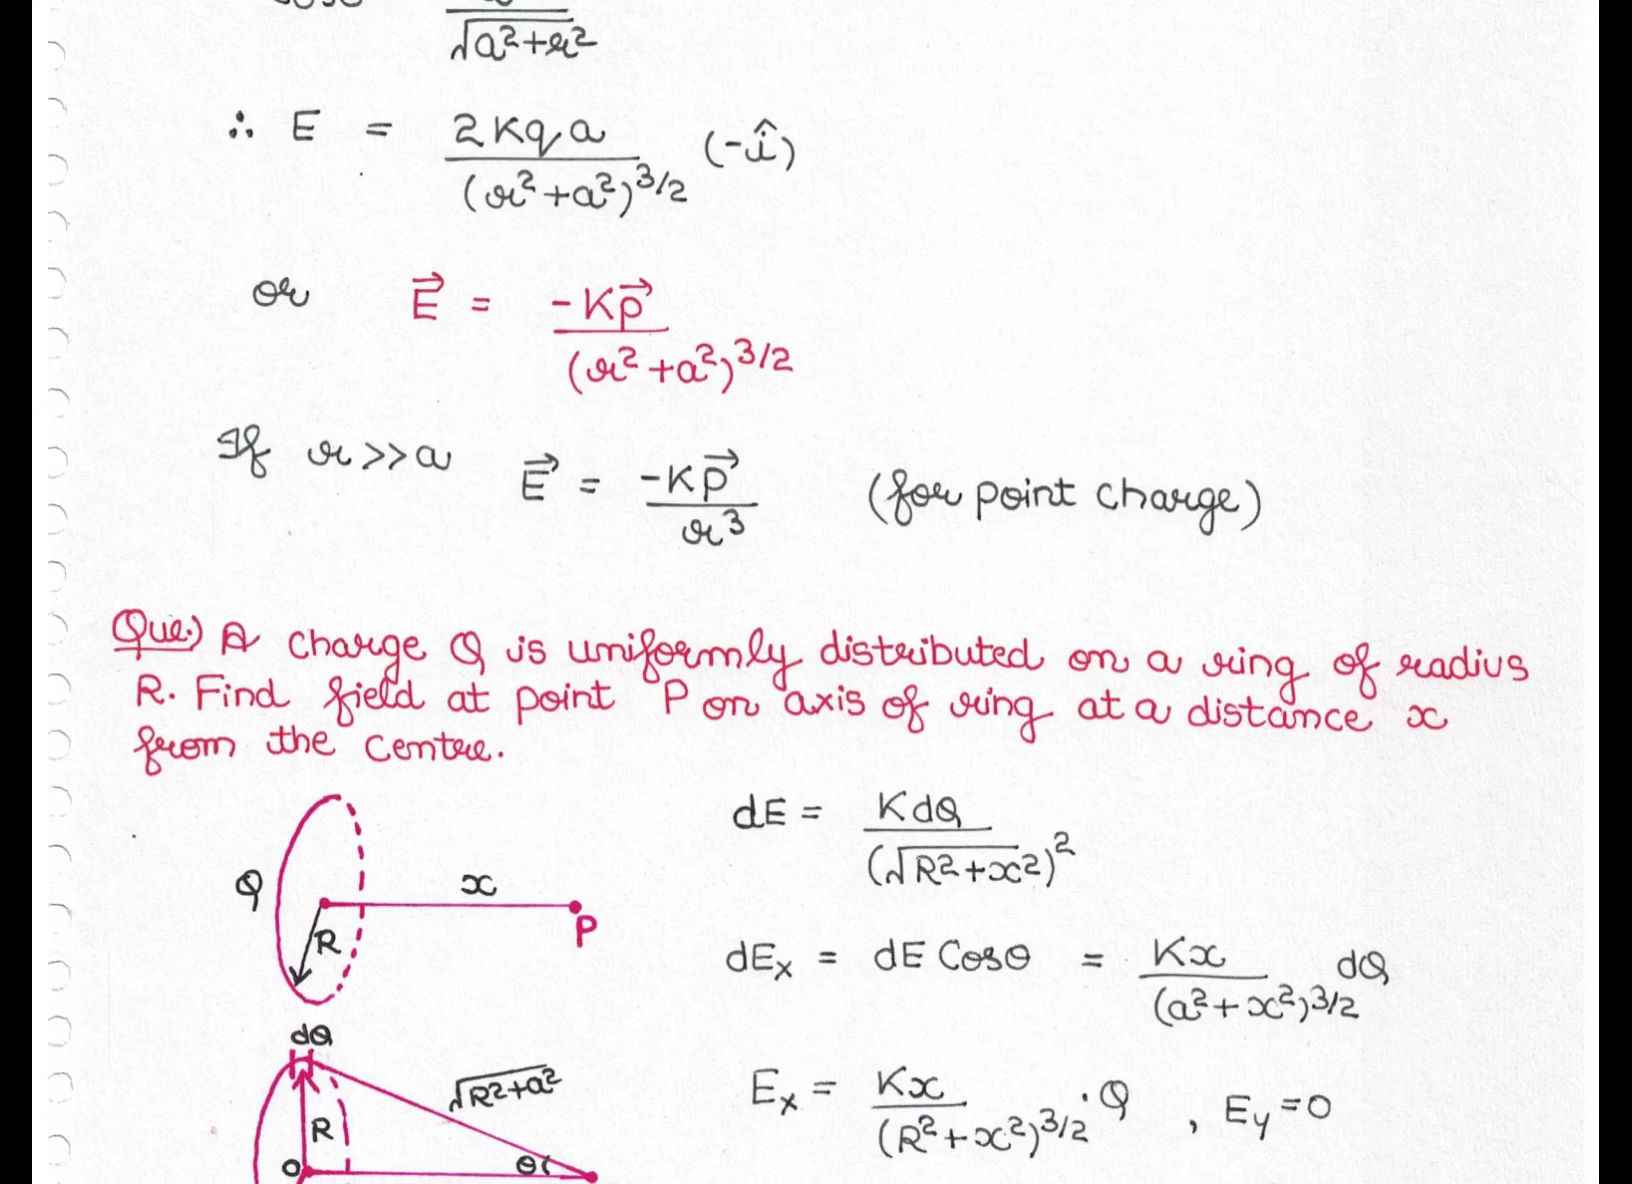 √a²+r²
∴ E = 2Kqa / (r²+a²)^3/2 (-î)
or E⃗ = -Kp⃗ / (r²+a²)^3/2
If r>>a E⃗ = -Kp⃗ / r³ (for point charge)
Que.) A charge Q is uniformly distributed on a ring of radius
R. Find field at point P on axis of ring at a distance x
from the centre.
dE = KdQ / (√R²+x²)²
Q x
R P
dEx = dE Cosθ = Kx / (a²+x²)^3/2 dQ
dQ
√R²+a²
Ex = Kx / (R²+x²)^3/2 .Q , Ey=0
R
O θ